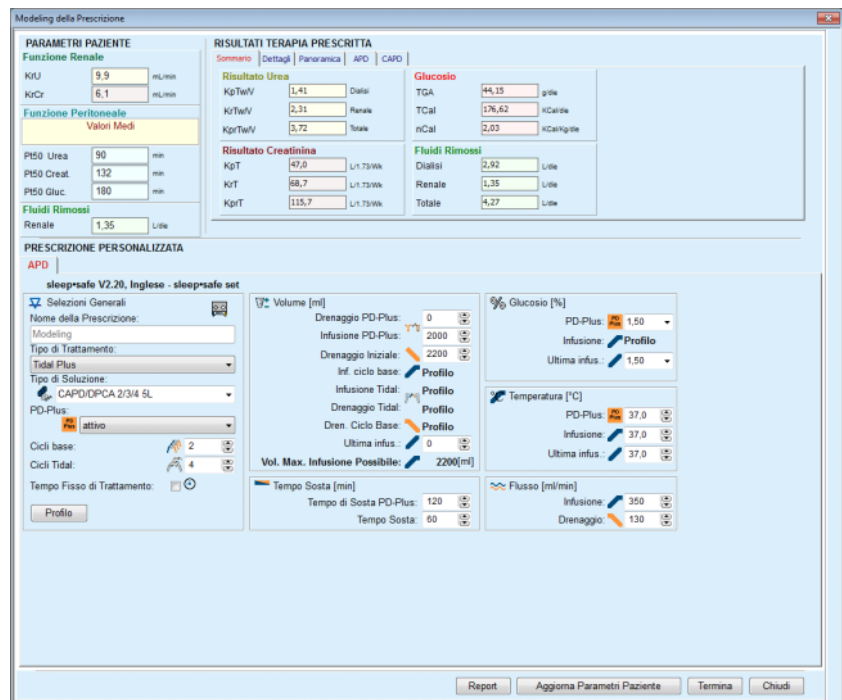 Modeling della Prescrizione
PARAMETRI PAZIENTE
Funzione Renale
KrU 9,9 mL/min
KrCr 6,1 mL/min
Funzione Peritoneale
Valori Medi
Pt50 Urea 90 min
Pt50 Creat. 132 min
Pt50 Gluc. 180 min
Fluidi Rimossi
Renale 1,35 L/die
RISULTATI TERAPIA PRESCRITTA
Sommario Dettagli Panoramica APD CAPD
Risultato Urea
KpTw/V 1,41 Dialisi
KrTw/V 2,31 Renale
KprTw/V 3,72 Totale
Glucosio
TGA 44,15 g/die
TCal 176,62 KCal/die
nCal 2,03 KCal/Kg/die
Risultato Creatinina
KpT 47,0 L/1.73/Wk
KrT 68,7 L/1.73/Wk
KprT 115,7 L/1.73/Wk
Fluidi Rimossi
Dialisi 2,92 L/die
Renale 1,35 L/die
Totale 4,27 L/die
PRESCRIZIONE PERSONALIZZATA
APD
sleep•safe V2.20, Inglese - sleep•safe set
Selezioni Generali
Nome della Prescrizione:
Modeling
Tipo di Trattamento:
Tidal Plus
Tipo di Soluzione:
CAPD/DPCA 2/3/4 5L
PD-Plus:
PD Plus attivo
Cicli base: 2
Cicli Tidal: 4
Tempo Fisso di Trattamento:
Profilo
Volume [ml]
Drenaggio PD-Plus: 0
Infusione PD-Plus: 2000
Drenaggio Iniziale: 2200
Inf. ciclo base: Profilo
Infusione Tidal: Profilo
Drenaggio Tidal: Profilo
Dren. Ciclo Base: Profilo
Ultima infus.: 0
Vol. Max. Infusione Possibile: 2200[ml]
Tempo Sosta [min]
Tempo di Sosta PD-Plus: 120
Tempo Sosta: 60
Glucosio [%]
PD-Plus: PD Plus 1,50
Infusione: Profilo
Ultima infus.: 1,50
Temperatura [°C]
PD-Plus: PD Plus 37,0
Infusione: 37,0
Ultima infus.: 37,0
Flusso [ml/min]
Infusione: 350
Drenaggio: 130
Report Aggiorna Parametri Paziente Termina Chiudi